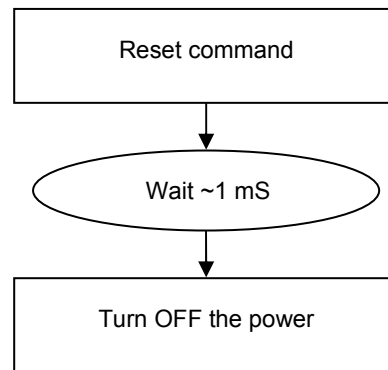 Reset command
Wait ~1 mS
Turn OFF the power